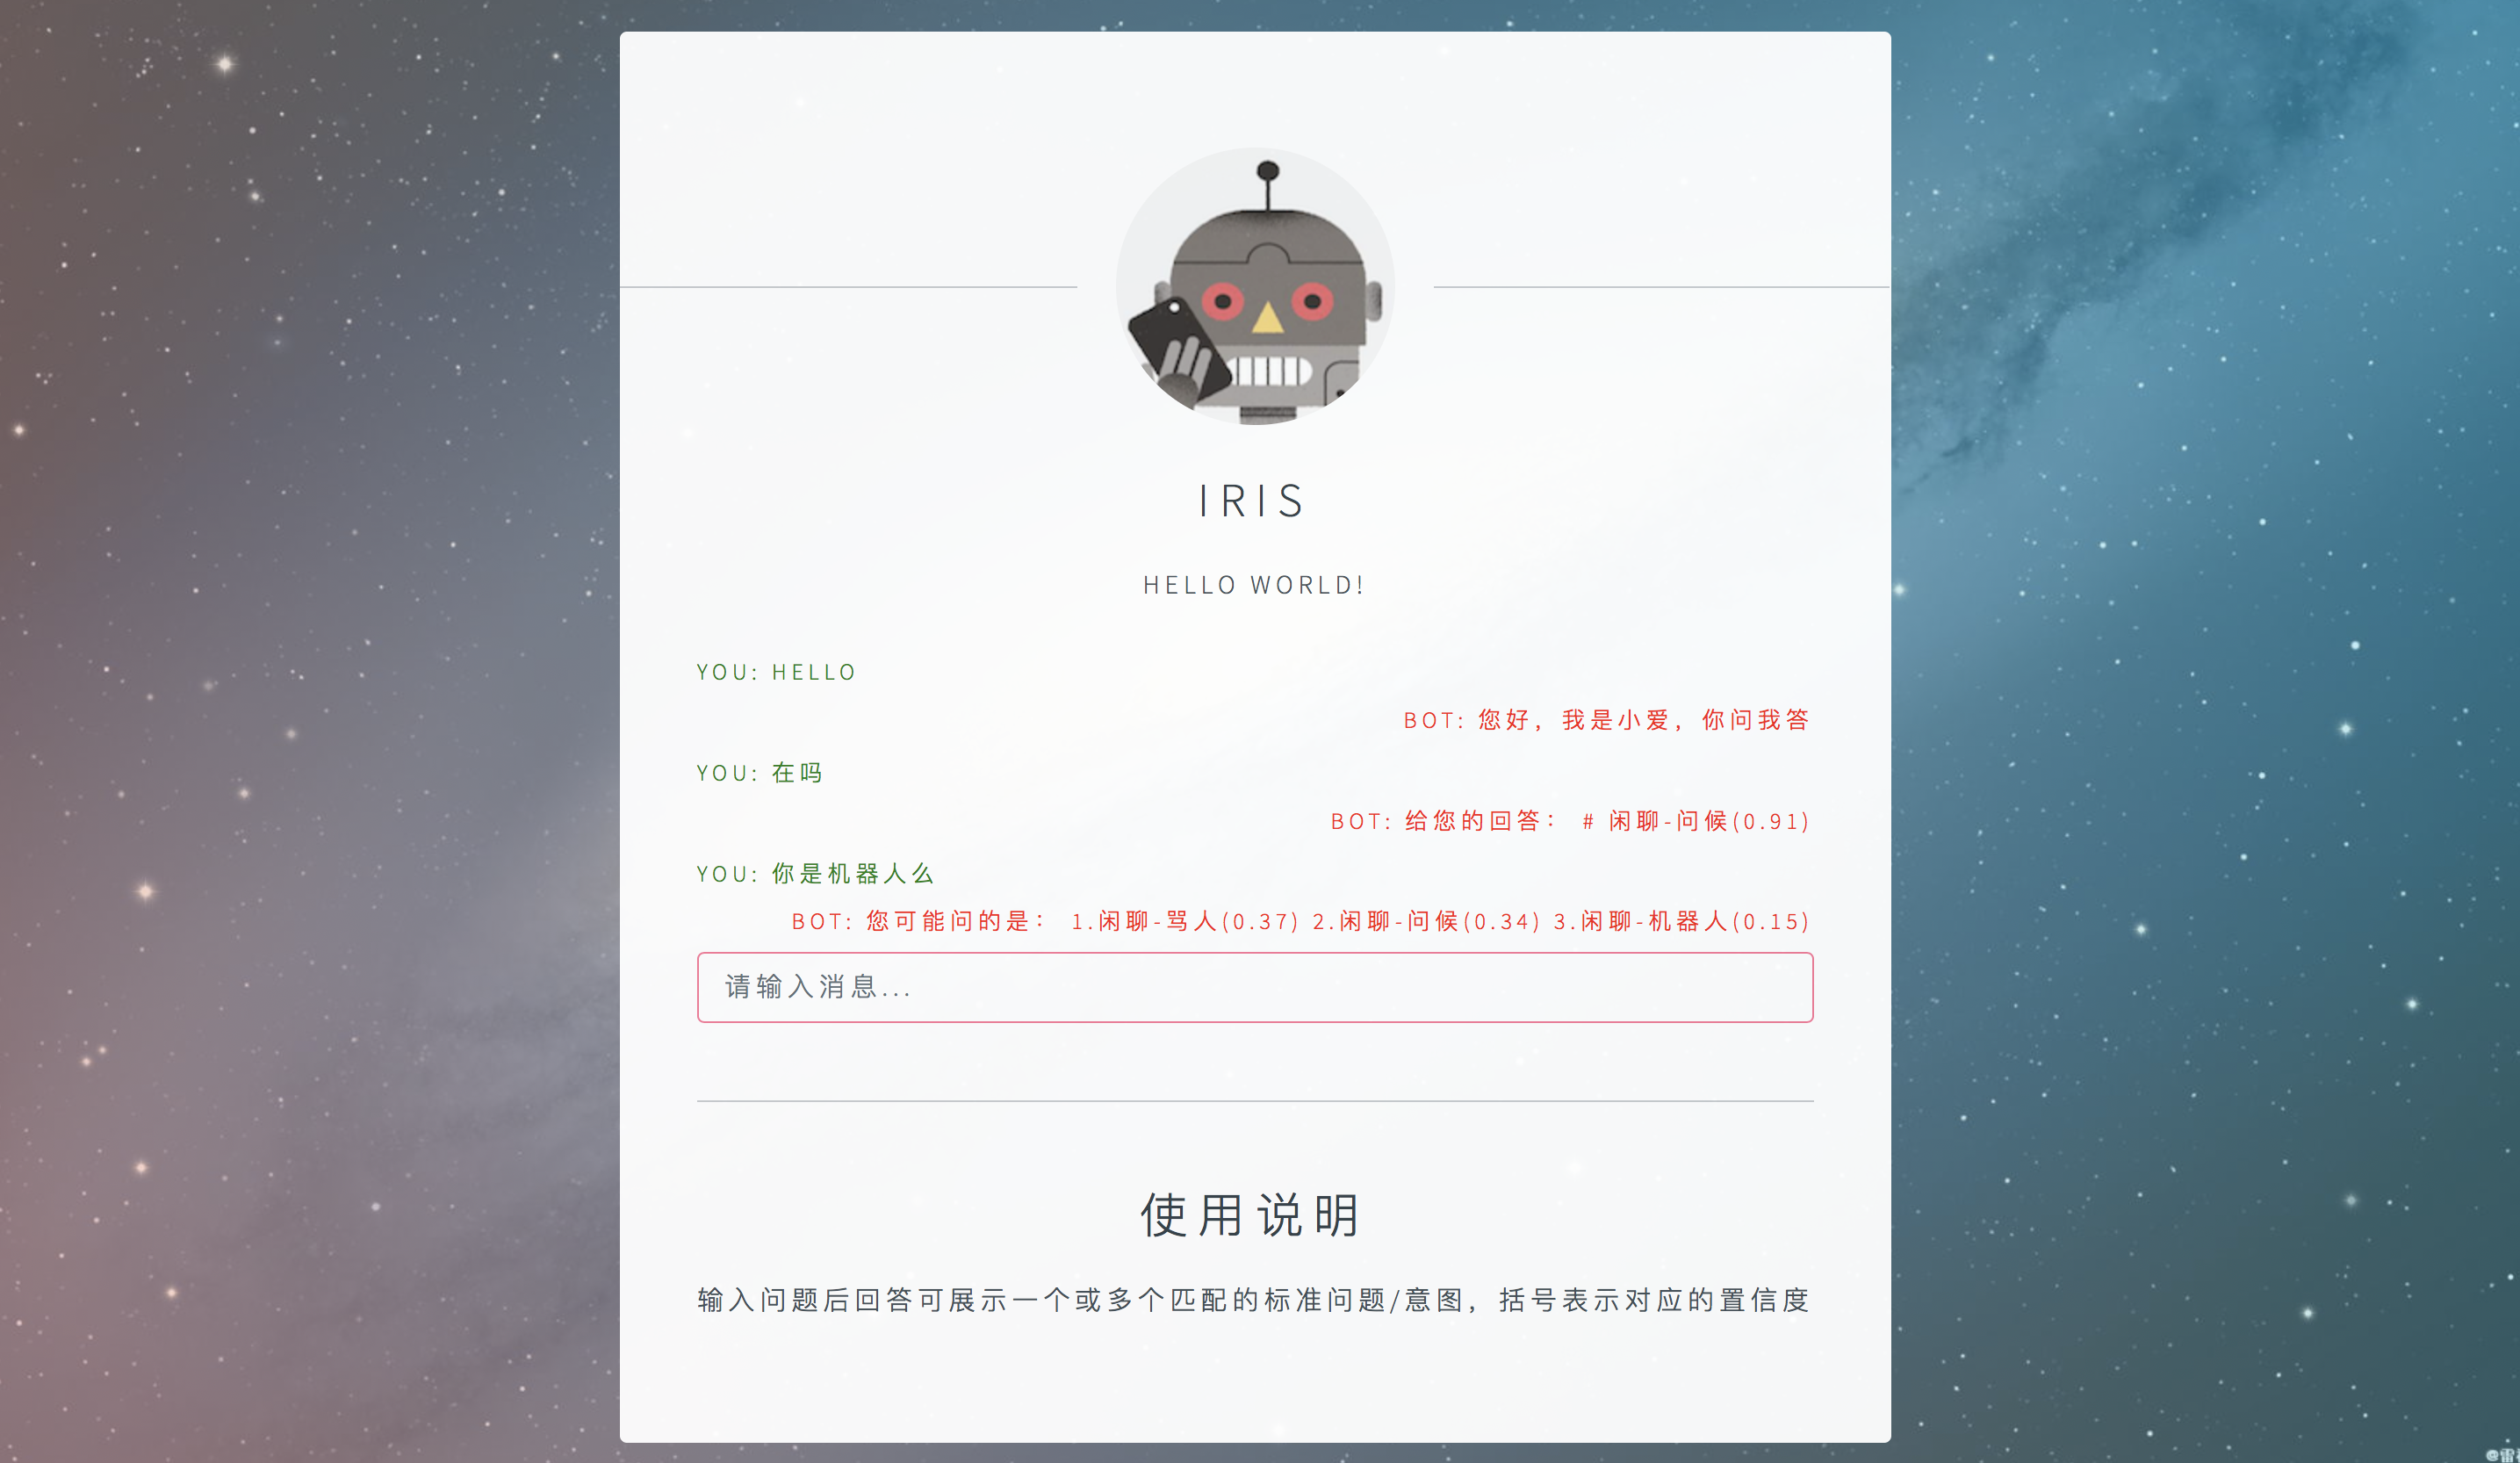 IRIS
HELLO WORLD!
YOU: HELLO
BOT: 您好，我是小爱，你问我答
YOU: 在吗
BOT: 给您的回答： # 闲聊-问候(0.91)
YOU: 你是机器人么
BOT: 您可能问的是： 1.闲聊-骂人(0.37) 2.闲聊-问候(0.34) 3.闲聊-机器人(0.15)
请输入消息...
使用说明
输入问题后回答可展示一个或多个匹配的标准问题/意图，括号表示对应的置信度